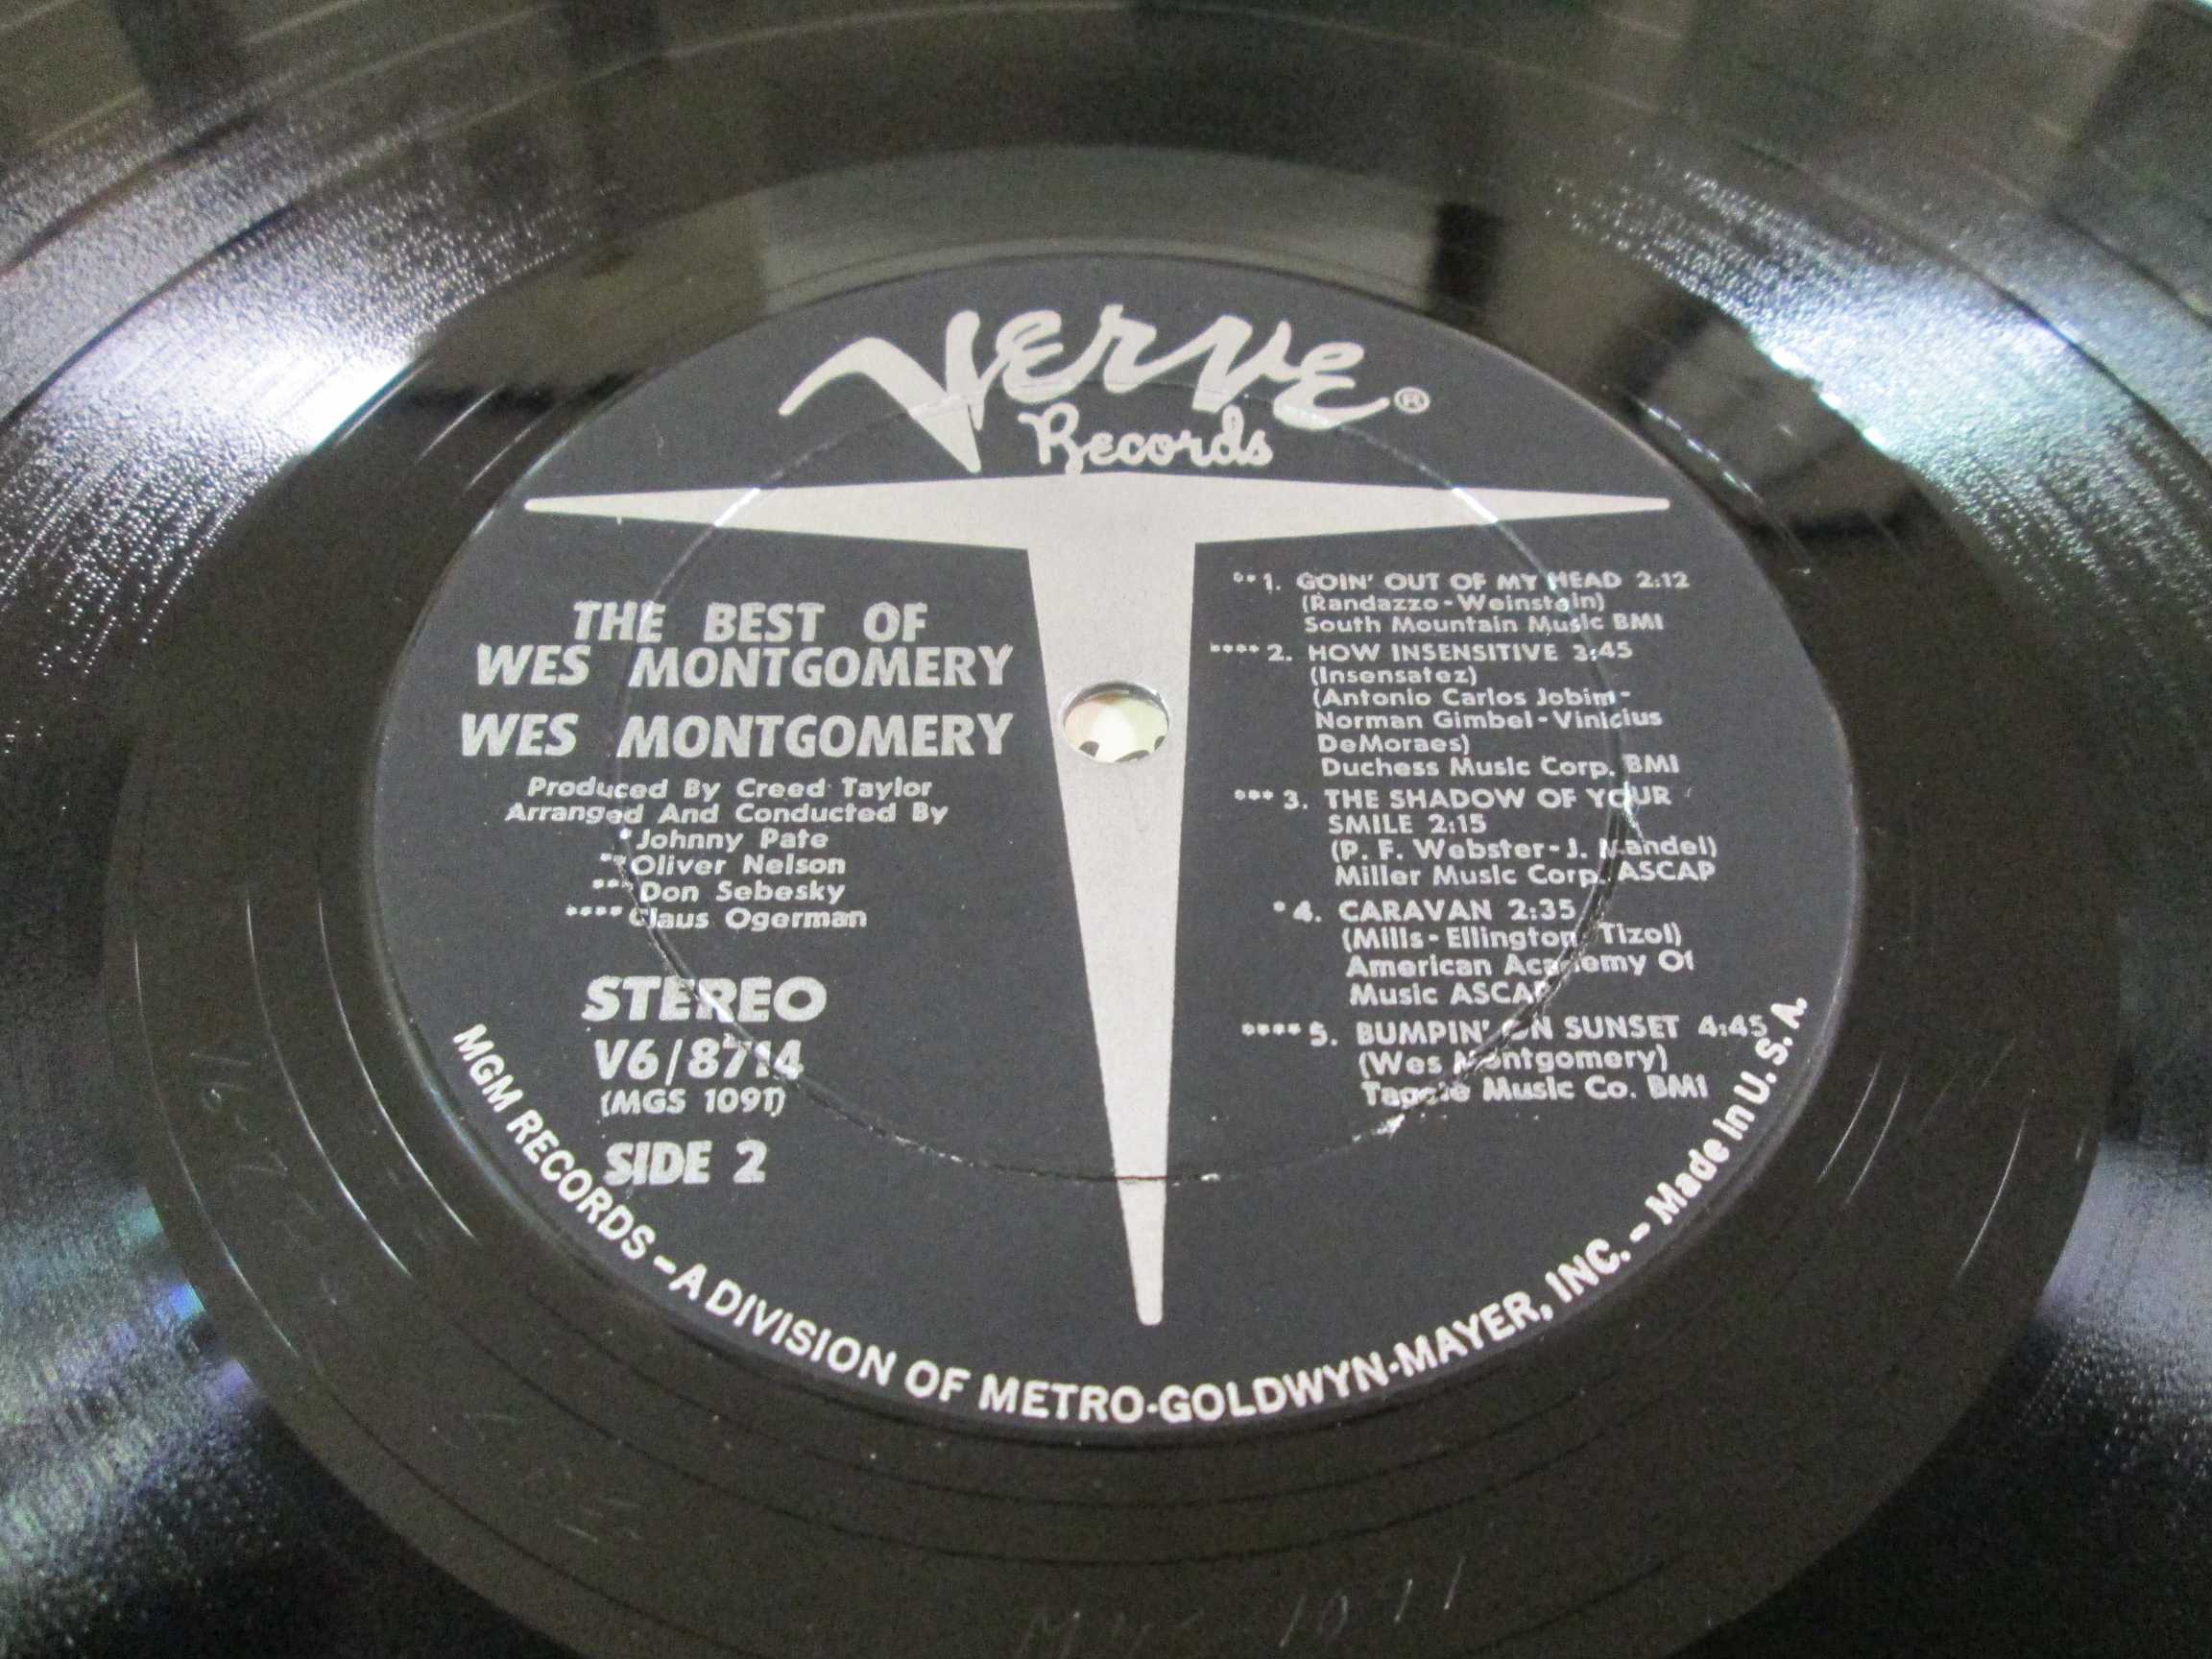 Verve®
Records
THE BEST OF
WES MONTGOMERY
WES MONTGOMERY
Produced By Creed Taylor
Arranged And Conducted By
*Johnny Pate
**Oliver Nelson
***Don Sebesky
****Claus Ogerman
STEREO
V6/8714
(MGS 1091)
SIDE 2
**1. GOIN' OUT OF MY HEAD 2:12
(Randazzo-Weinstein)
South Mountain Music BMI
****2. HOW INSENSITIVE 3:45
(Insensatez)
(Antonio Carlos Jobim-
Norman Gimbel-Vinicius
DeMoraes)
Duchess Music Corp. BMI
***3. THE SHADOW OF YOUR
SMILE 2:15
(P. F. Webster-J. Mandel)
Miller Music Corp. ASCAP
*4. CARAVAN 2:35
(Mills-Ellington-Tizol)
American Academy Of
Music ASCAP
****5. BUMPIN' ON SUNSET 4:45
(Wes Montgomery)
Taggie Music Co. BMI
MGM RECORDS – A DIVISION OF METRO-GOLDWYN-MAYER, INC. – Made in U.S.A.
1091